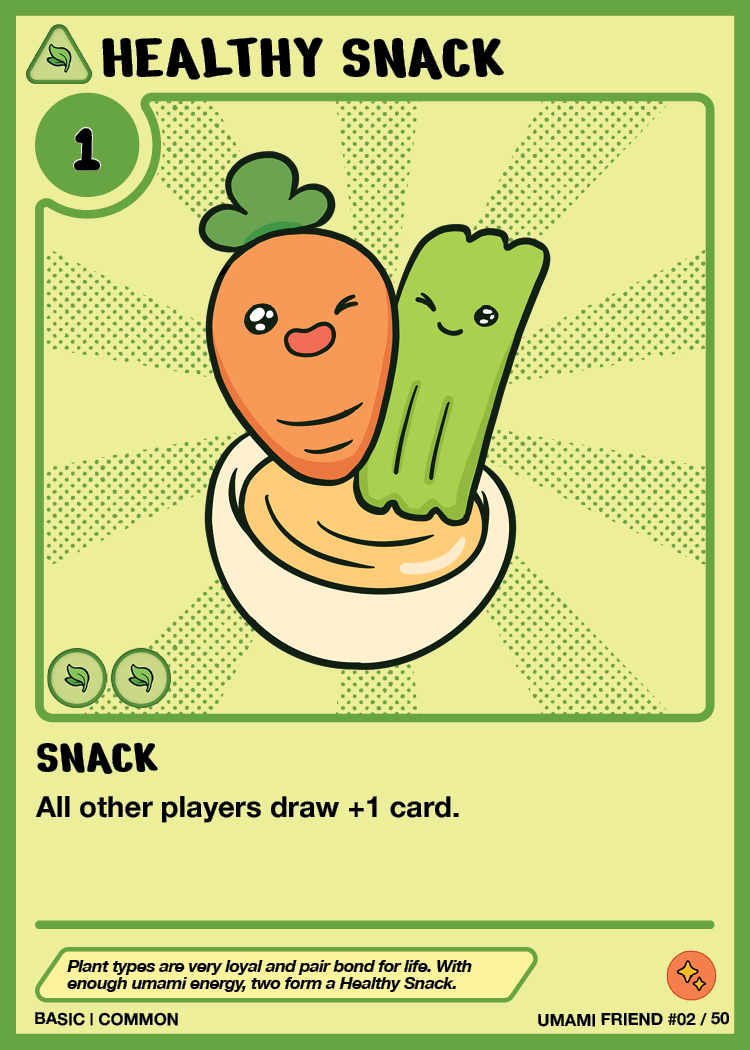 HEALTHY SNACK
1
SNACK
All other players draw +1 card.
Plant types are very loyal and pair bond for life. With
enough umami energy, two form a Healthy Snack.
BASIC | COMMON
UMAMI FRIEND #02 / 50